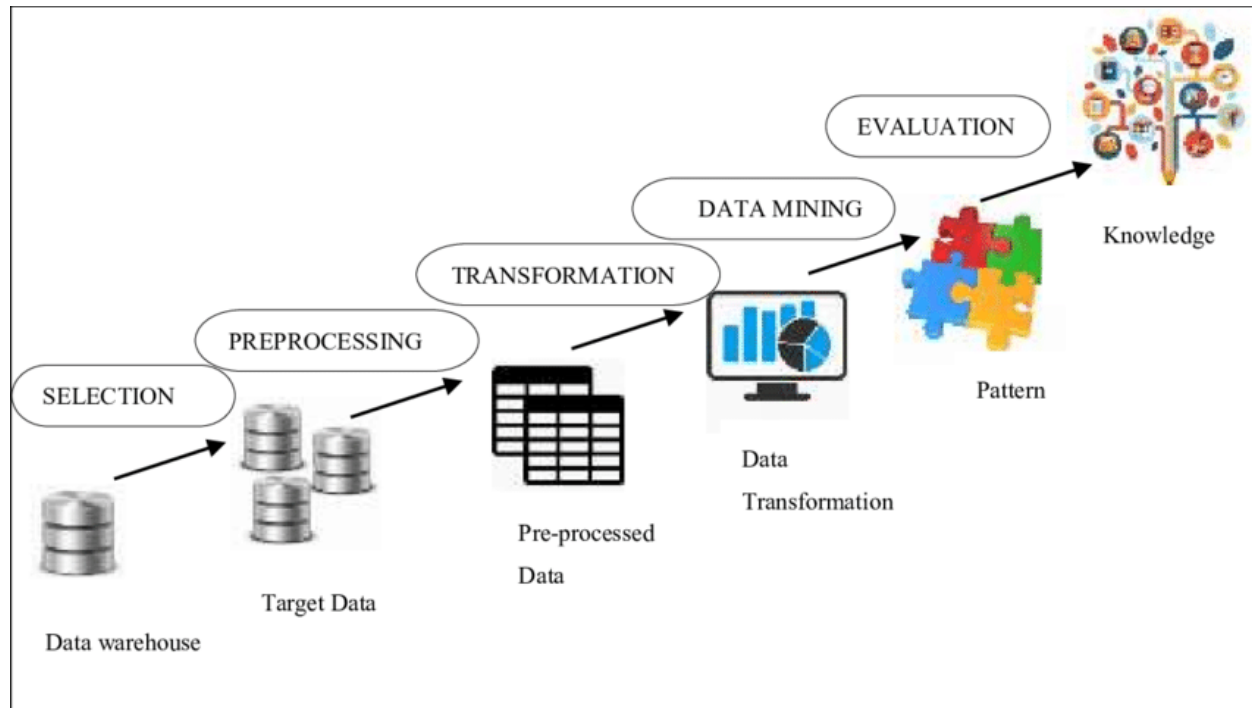 EVALUATION
DATA MINING
Knowledge
TRANSFORMATION
PREPROCESSING
SELECTION
Pattern
Data
Transformation
Pre-processed
Data
Target Data
Data warehouse